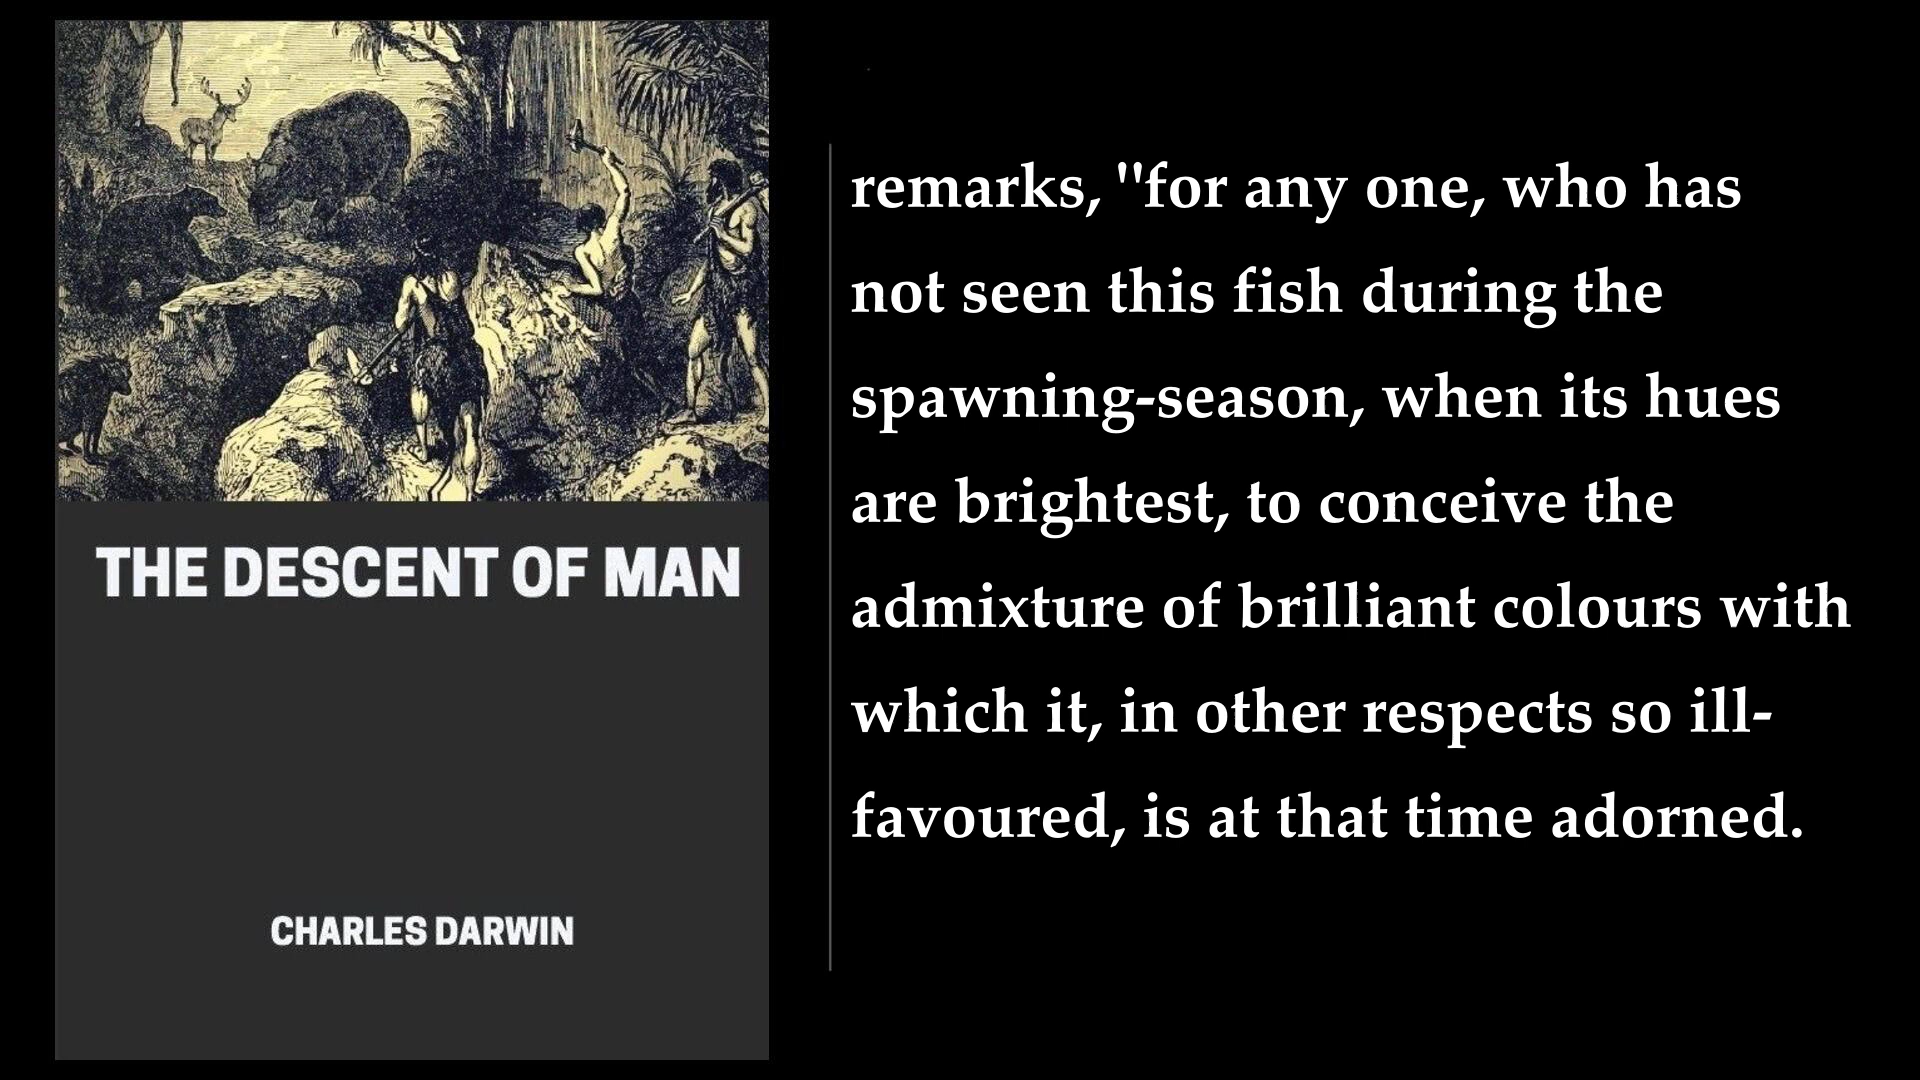 THE DESCENT OF MAN
CHARLES DARWIN
remarks, "for any one, who has
not seen this fish during the
spawning-season, when its hues
are brightest, to conceive the
admixture of brilliant colours with
which it, in other respects so ill-
favoured, is at that time adorned.